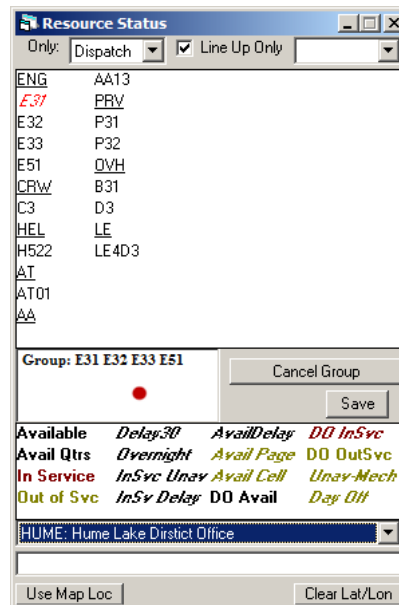 Resource Status
Only: Dispatch Line Up Only
ENG AA13
E31 PRV
E32 P31
E33 P32
E51 OVH
CRW B31
C3 D3
HEL LE
H522 LE4D3
AT
AT01
AA
Group: E31 E32 E33 E51
Cancel Group
Save
Available Delay30 AvailDelay DO InSvc
Avail Qtrs Overnight Avail Page DO OutSvc
In Service InSvc Unav Avail Cell Unav-Mech
Out of Svc InSv Delay DO Avail Day Off
HUME: Hume Lake Dirstict Office
Use Map Loc Clear Lat/Lon